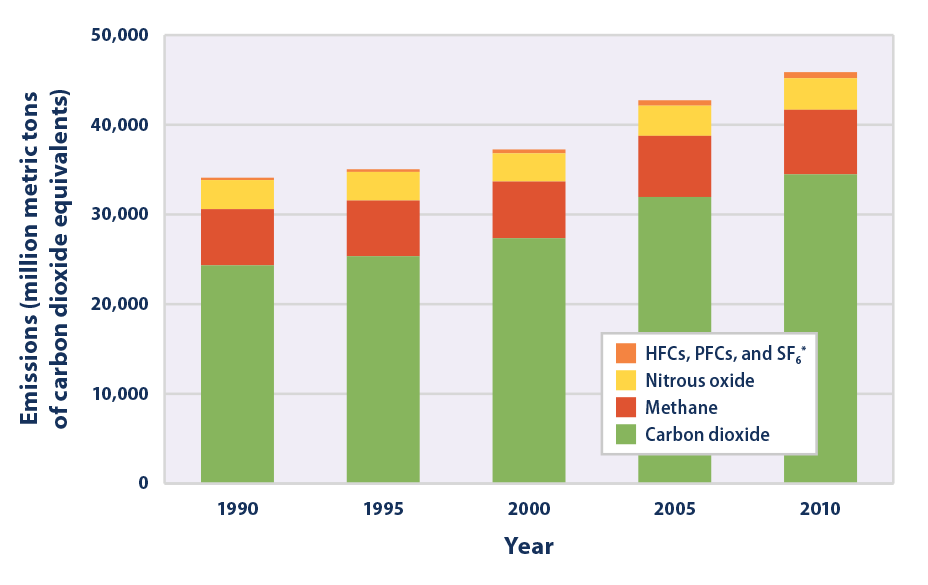 Emissions (million metric tons
of carbon dioxide equivalents)
50,000
40,000
30,000
20,000
10,000
0
HFCs, PFCs, and SF₆*
Nitrous oxide
Methane
Carbon dioxide
1990 1995 2000 2005 2010
Year